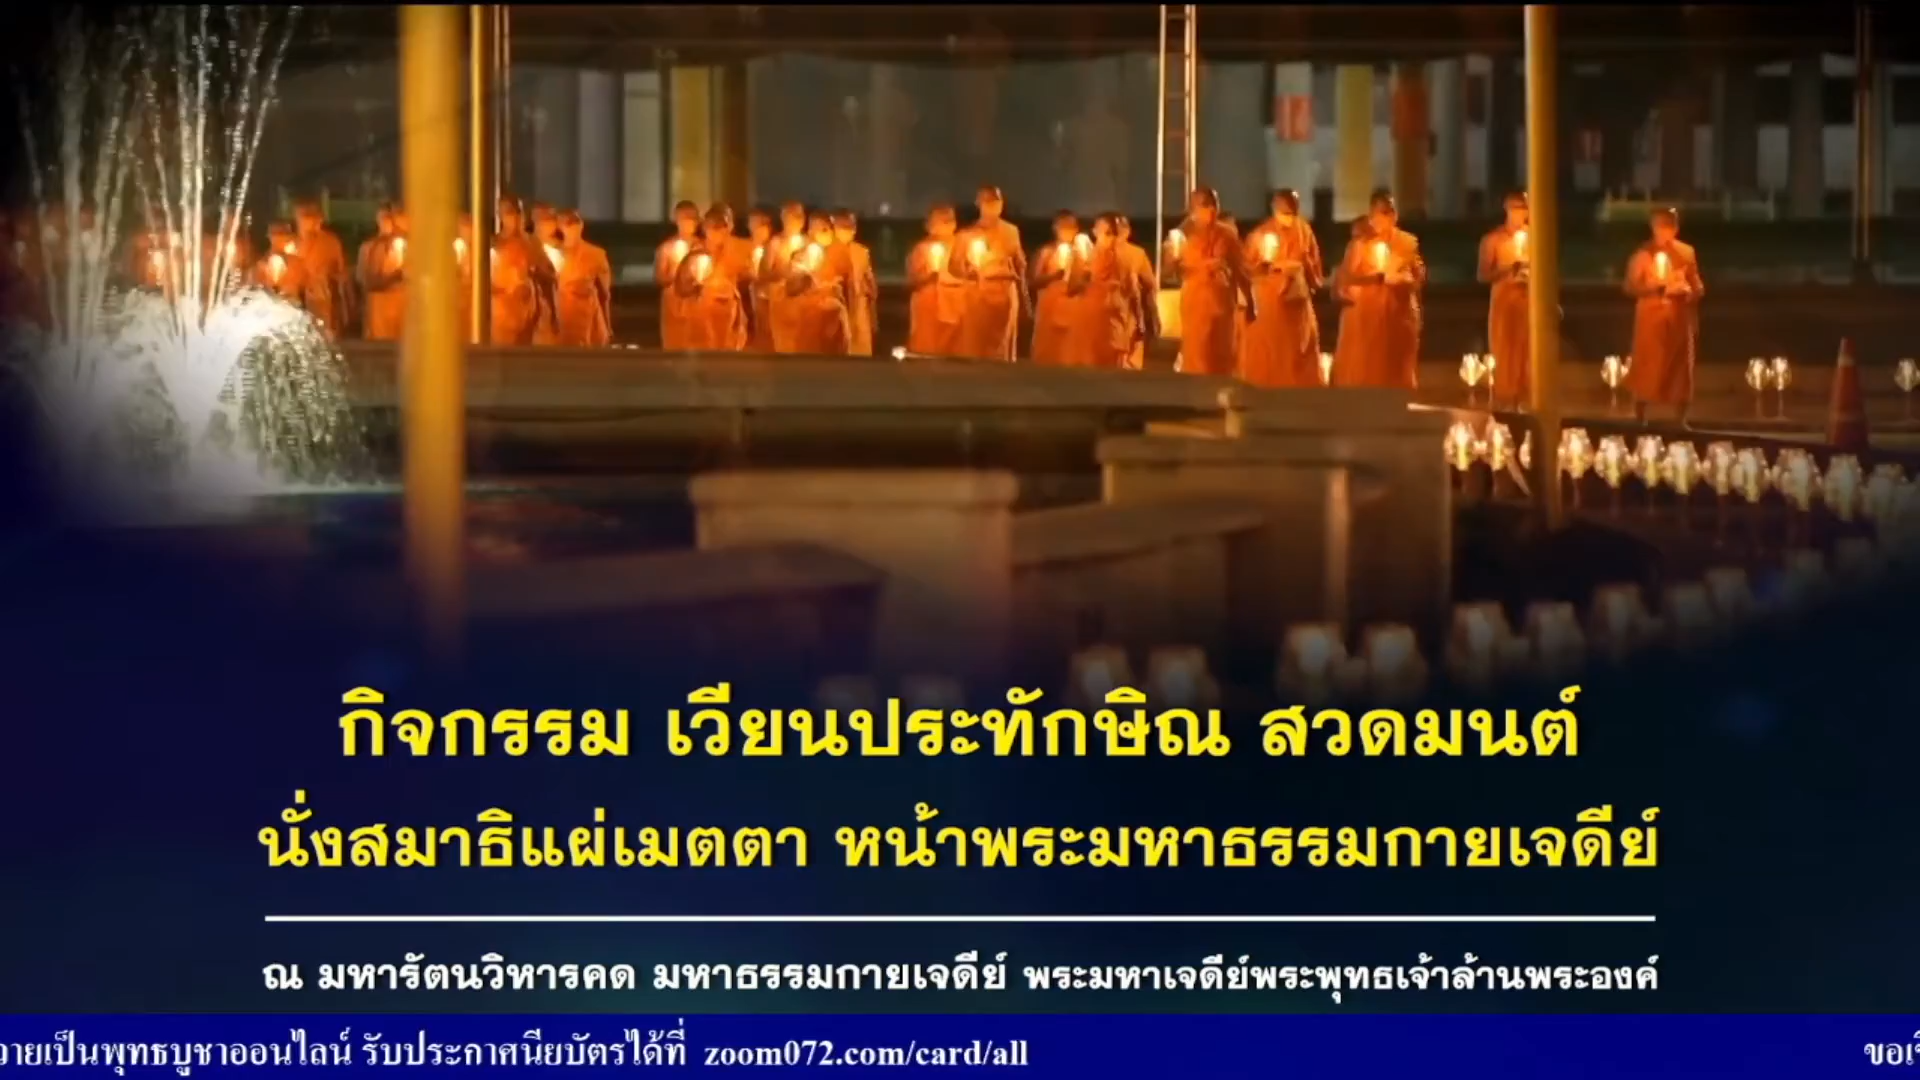 กิจกรรม เวียนประทักษิณ สวดมนต์
นั่งสมาธิแผ่เมตตา หน้าพระมหาธรรมกายเจดีย์
ณ มหารัตนวิหารคด มหาธรรมกายเจดีย์ พระมหาเจดีย์พระพุทธเจ้าล้านพระองค์
วายเป็นพุทธบูชาออนไลน์ รับประกาศนียบัตรได้ที่ zoom072.com/card/all